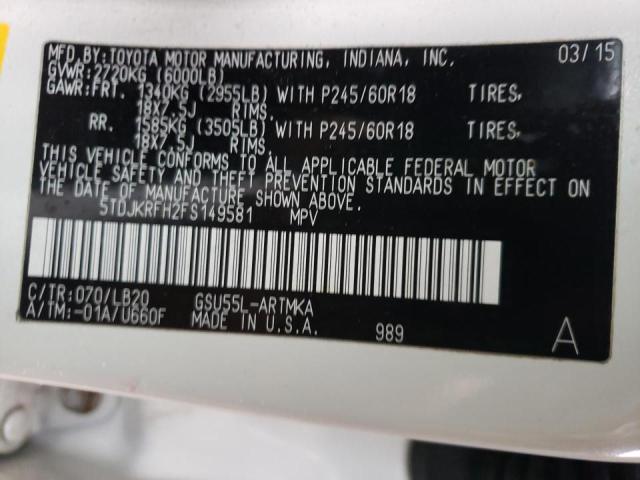 MFD.BY:TOYOTA MOTOR MANUFACTURING, INDIANA, INC. 03/15
GVWR:2720KG (6000LB)
GAWR:FRT. 1340KG (2955LB) WITH P245/60R18 TIRES,
18X7.5J RIMS.
RR. 1585KG (3505LB) WITH P245/60R18 TIRES,
18X7.5J RIMS.
THIS VEHICLE CONFORMS TO ALL APPLICABLE FEDERAL MOTOR
VEHICLE SAFETY AND THEFT PREVENTION STANDARDS IN EFFECT ON
THE DATE OF MANUFACTURE SHOWN ABOVE.
5TDJKRFH2FS149581 MPV
C/TR:070/LB20 GSU55L-ARTMKA
A/TM:-01A/U660F MADE IN U.S.A. 989 A